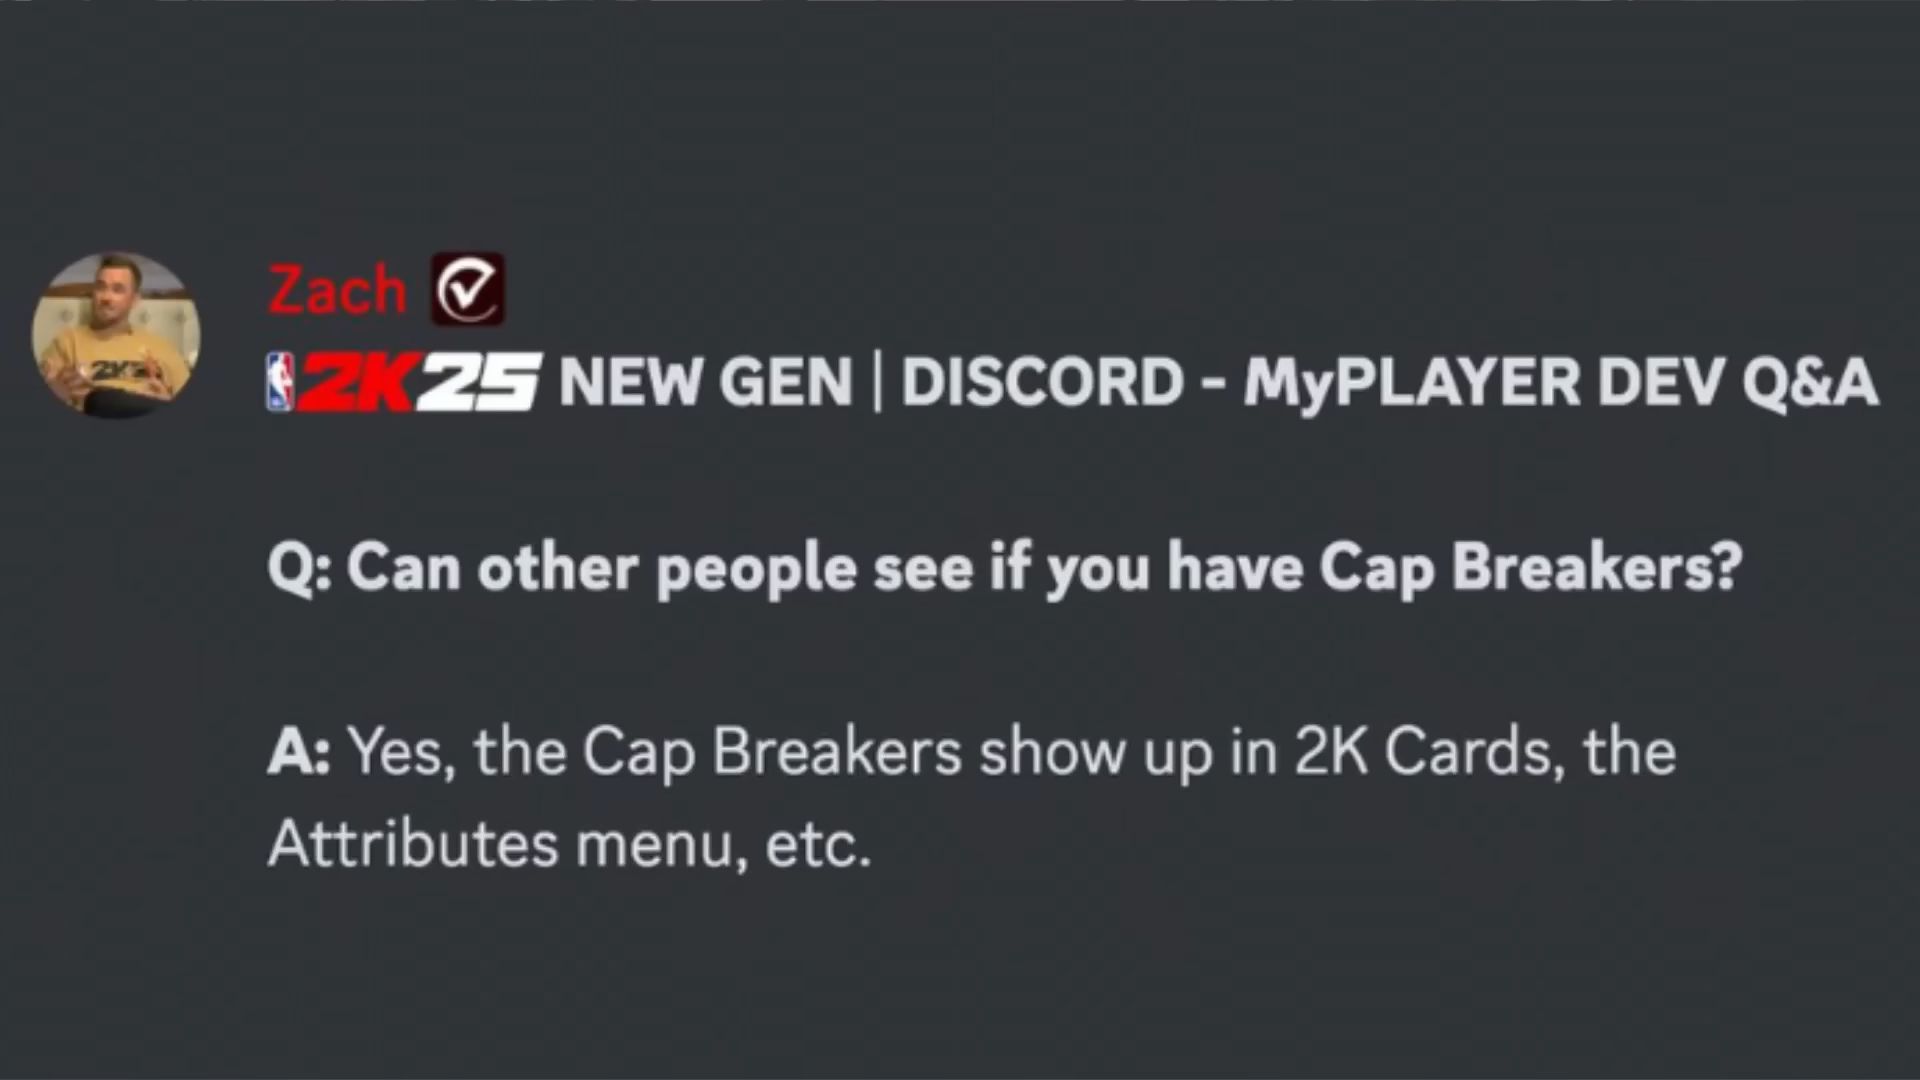 Zach
2K25 NEW GEN | DISCORD - MyPLAYER DEV Q&A
Q: Can other people see if you have Cap Breakers?
A: Yes, the Cap Breakers show up in 2K Cards, the
Attributes menu, etc.